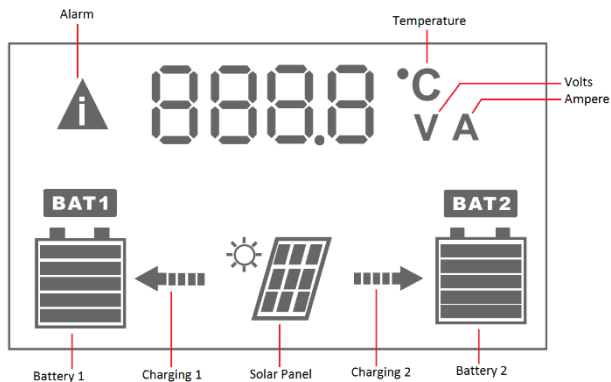 Alarm
Temperature
888.8 °C
i
V A
Volts
Ampere
BAT1
BAT2
Battery 1
Charging 1
Solar Panel
Charging 2
Battery 2